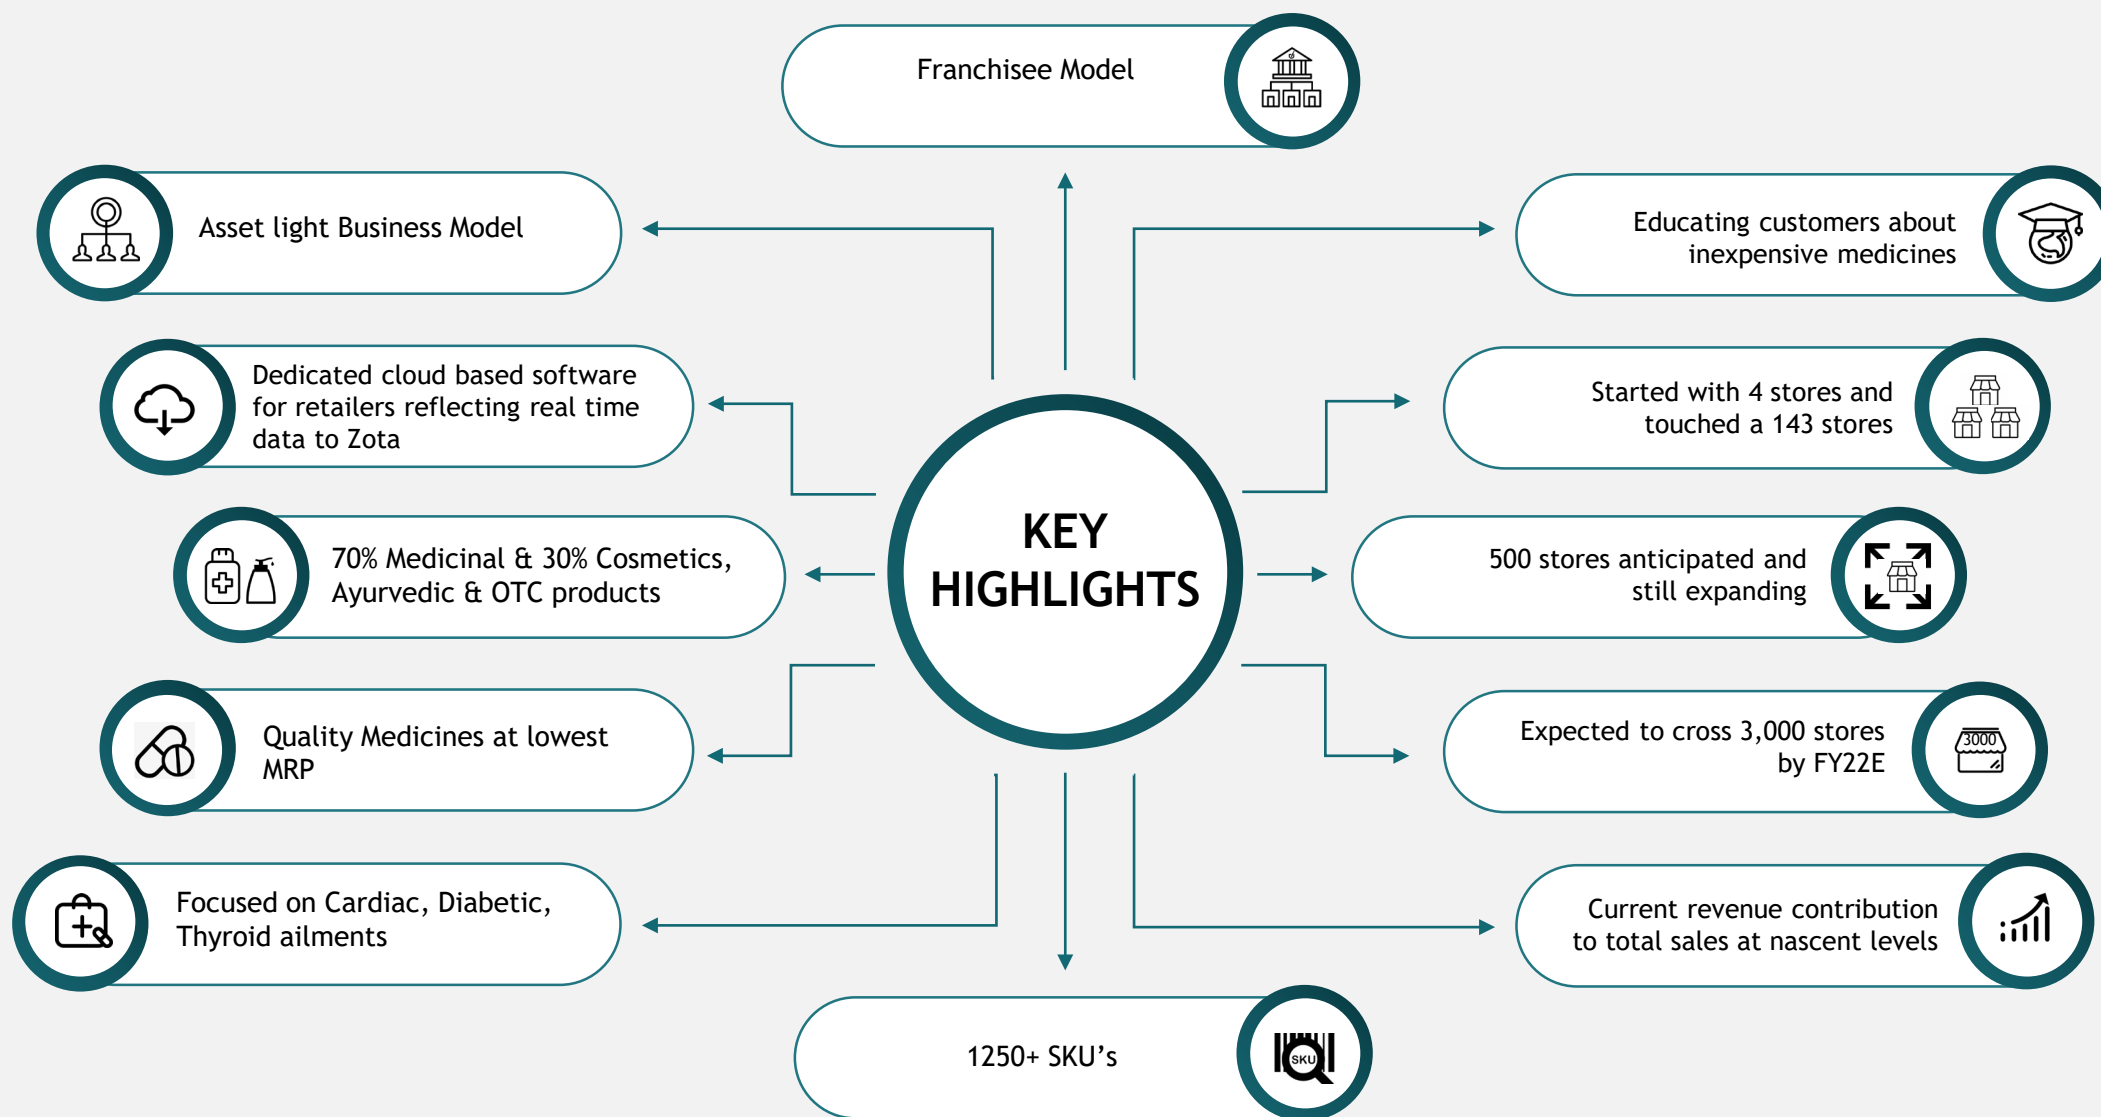 Franchisee Model
Asset light Business Model
Educating customers about
inexpensive medicines
Dedicated cloud based software
for retailers reflecting real time
data to Zota
Started with 4 stores and
touched a 143 stores
KEY
HIGHLIGHTS
70% Medicinal & 30% Cosmetics,
Ayurvedic & OTC products
500 stores anticipated and
still expanding
Quality Medicines at lowest
MRP
Expected to cross 3,000 stores
by FY22E
3000
Focused on Cardiac, Diabetic,
Thyroid ailments
Current revenue contribution
to total sales at nascent levels
1250+ SKU’s
SKU